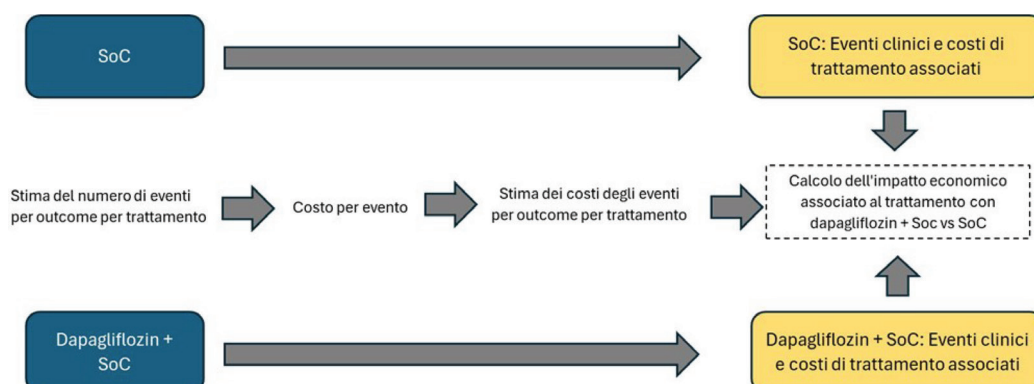 SoC
SoC: Eventi clinici e costi di
trattamento associati
Stima del numero di eventi
per outcome per trattamento
Costo per evento
Stima dei costi degli eventi
per outcome per trattamento
Calcolo dell'impatto economico
associato al trattamento con
dapagliflozin + Soc vs SoC
Dapagliflozin +
SoC
Dapagliflozin + SoC: Eventi clinici
e costi di trattamento associati